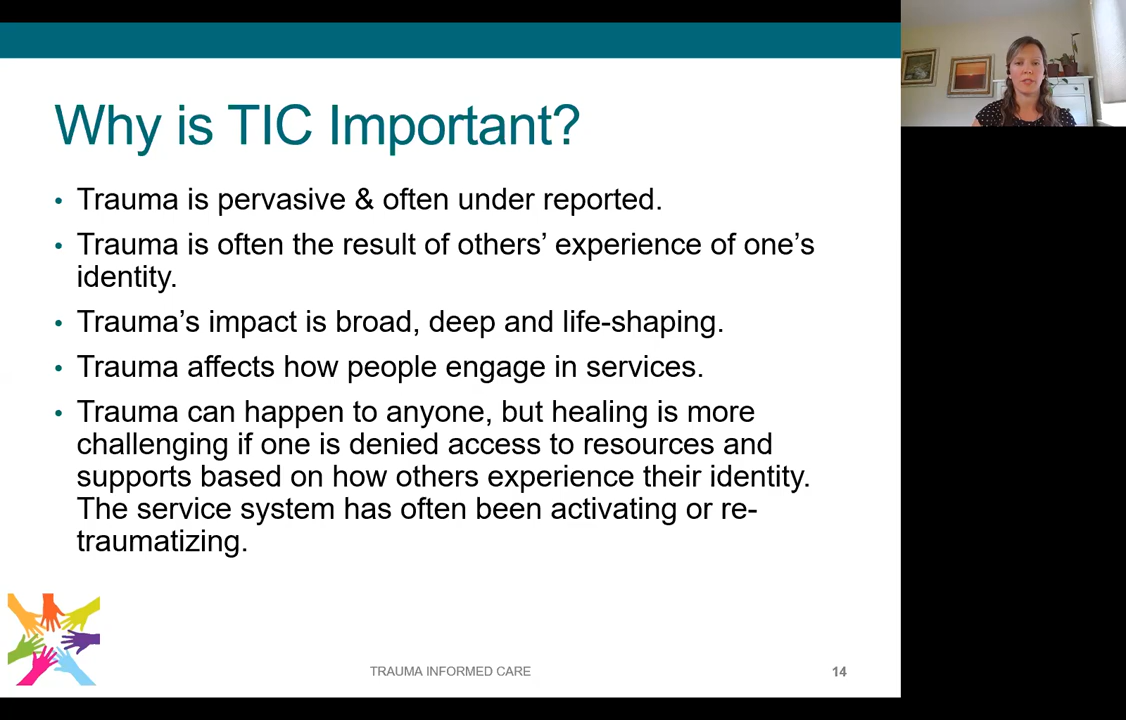 Why is TIC Important?
• Trauma is pervasive & often under reported.
• Trauma is often the result of others’ experience of one’s
identity.
• Trauma’s impact is broad, deep and life-shaping.
• Trauma affects how people engage in services.
• Trauma can happen to anyone, but healing is more
challenging if one is denied access to resources and
supports based on how others experience their identity.
The service system has often been activating or re-
traumatizing.
TRAUMA INFORMED CARE
14